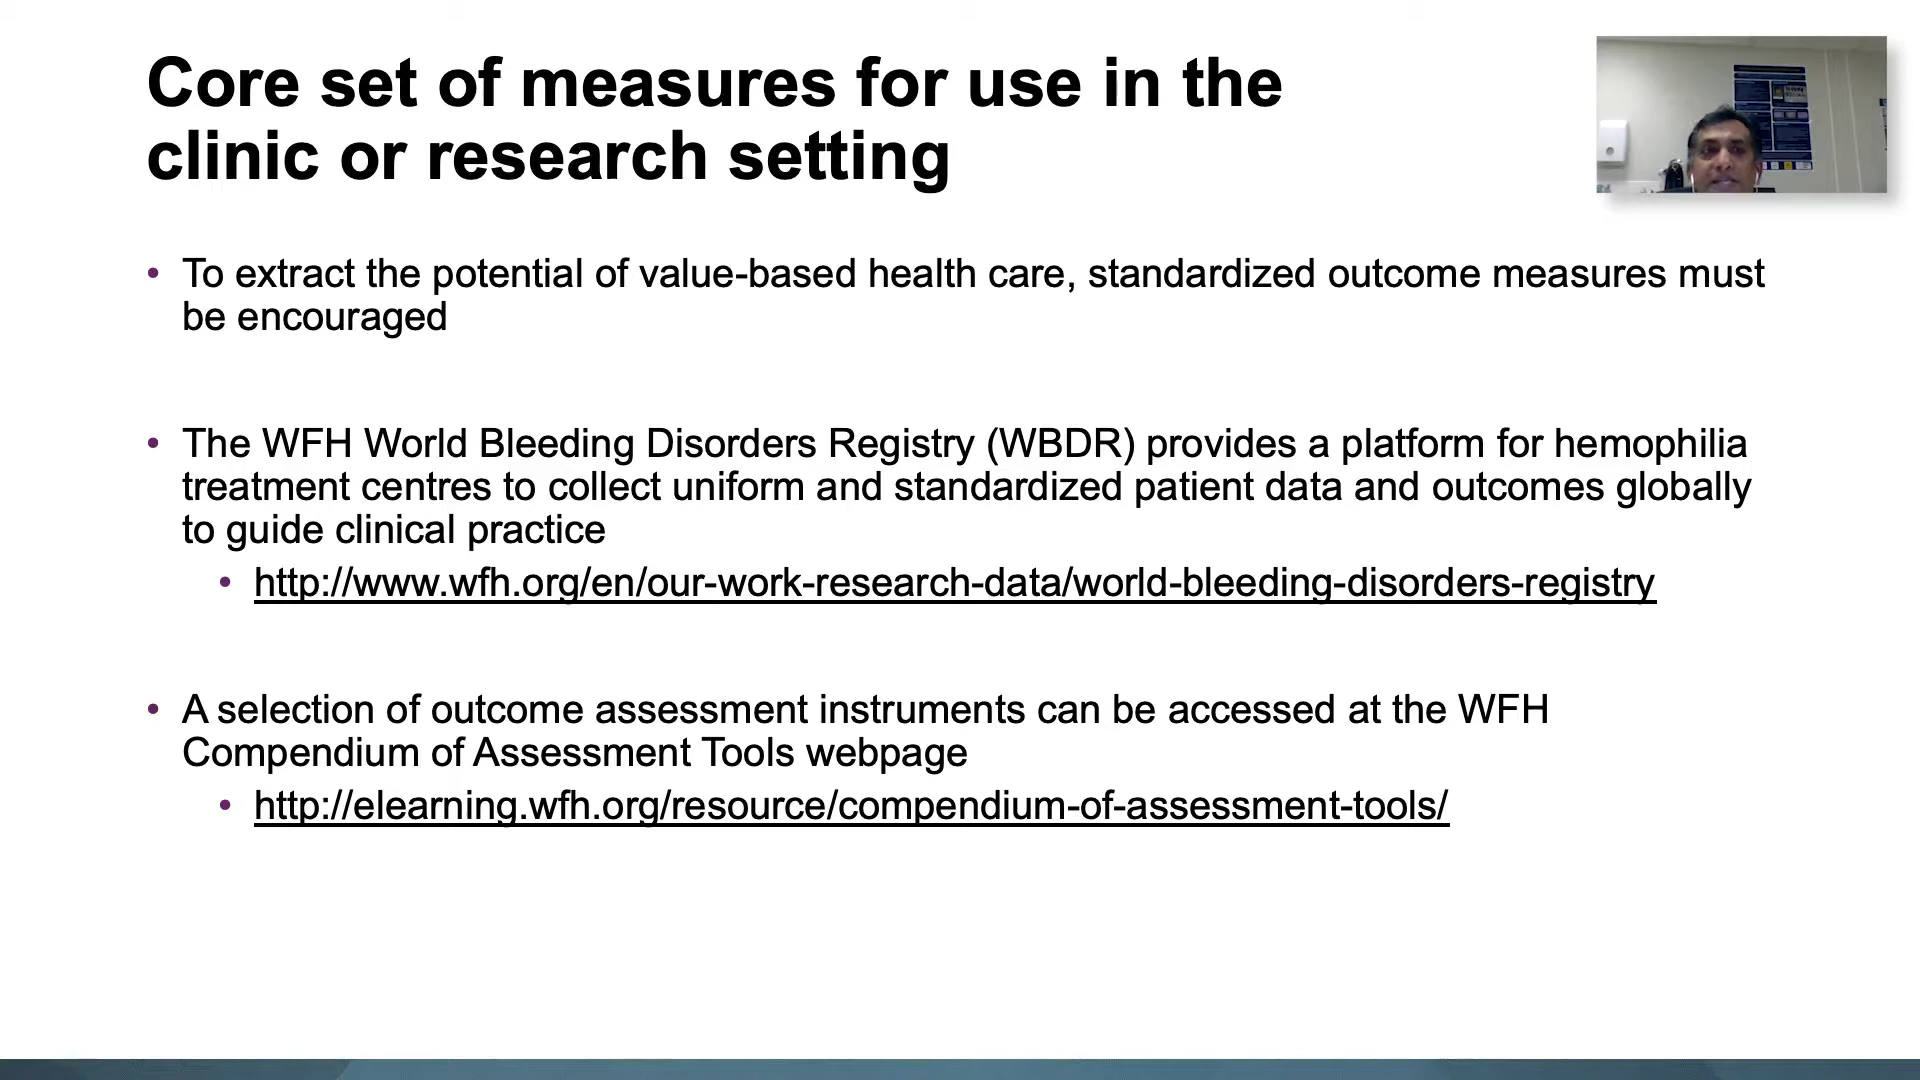 Core set of measures for use in the
clinic or research setting
• To extract the potential of value-based health care, standardized outcome measures must
be encouraged
• The WFH World Bleeding Disorders Registry (WBDR) provides a platform for hemophilia
treatment centres to collect uniform and standardized patient data and outcomes globally
to guide clinical practice
• http://www.wfh.org/en/our-work-research-data/world-bleeding-disorders-registry
• A selection of outcome assessment instruments can be accessed at the WFH
Compendium of Assessment Tools webpage
• http://elearning.wfh.org/resource/compendium-of-assessment-tools/